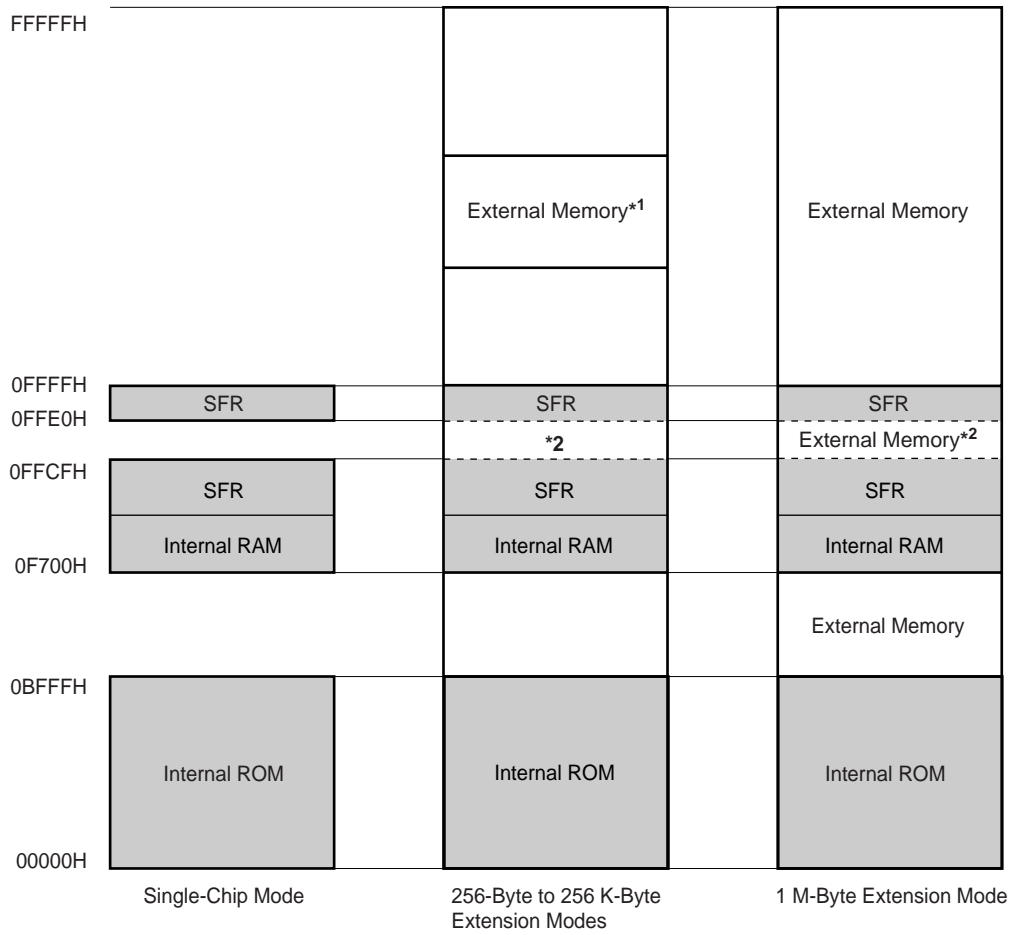 FFFFFH
External Memory*1
External Memory
0FFFFH
SFR
SFR
SFR
0FFE0H
*2
External Memory*2
0FFCFH
SFR
SFR
SFR
Internal RAM
Internal RAM
Internal RAM
0F700H
External Memory
0BFFFH
Internal ROM
Internal ROM
Internal ROM
00000H
Single-Chip Mode
256-Byte to 256 K-Byte
Extension Modes
1 M-Byte Extension Mode